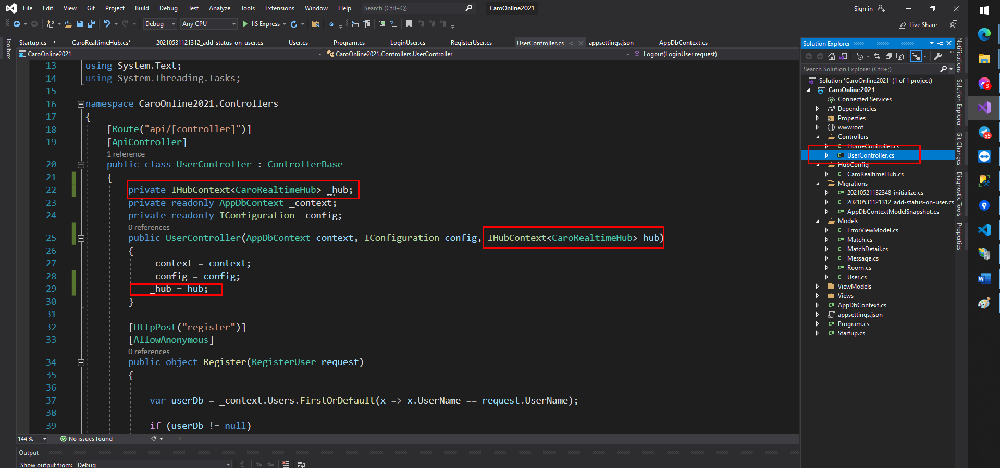 File Edit View Git Project Build Debug Test Analyze Tools Extensions Window Help Search (Ctrl+Q) CaroOnline2021 Sign in
Debug Any CPU IIS Express Live Share
Startup.cs CaroRealtimeHub.cs* 20210531121312_add-status-on-user.cs User.cs Program.cs LoginUser.cs RegisterUser.cs UserController.cs appsettings.json AppDbContext.cs
CaroOnline2021 CaroOnline2021.Controllers.UserController Logout(LoginUser request)
Toolbox
13 using System.Text;
14 using System.Threading.Tasks;
15
16 namespace CaroOnline2021.Controllers
17 {
18 [Route("api/[controller]")]
19 [ApiController]
1 reference
20 public class UserController : ControllerBase
21 {
22 private IHubContext<CaroRealtimeHub> _hub;
23 private readonly AppDbContext _context;
24 private readonly IConfiguration _config;
0 references
25 public UserController(AppDbContext context, IConfiguration config, IHubContext<CaroRealtimeHub> hub)
26 {
27 _context = context;
28 _config = config;
29 _hub = hub;
30 }
31
32 [HttpPost("register")]
33 [AllowAnonymous]
0 references
34 public object Register(RegisterUser request)
35 {
36
37 var userDb = _context.Users.FirstOrDefault(x => x.UserName == request.UserName);
38
39 if (userDb != null)
144 % No issues found
Output
Show output from: Debug
Solution Explorer
Search Solution Explorer (Ctrl+;)
Solution 'CaroOnline2021' (1 of 1 project)
CaroOnline2021
Connected Services
Dependencies
Properties
wwwroot
Controllers
C# HomeController.cs
C# UserController.cs
HubConfig
C# CaroRealtimeHub.cs
Migrations
C# 20210521132348_initialize.cs
C# 20210531121312_add-status-on-user.cs
C# AppDbContextModelSnapshot.cs
Models
C# ErrorViewModel.cs
C# Match.cs
C# MatchDetail.cs
C# Message.cs
C# Room.cs
C# User.cs
ViewModels
Views
C# AppDbContext.cs
appsettings.json
C# Program.cs
C# Startup.cs
Notifications
Solution Explorer
Git Changes
Diagnostic Tools
Properties
3
55